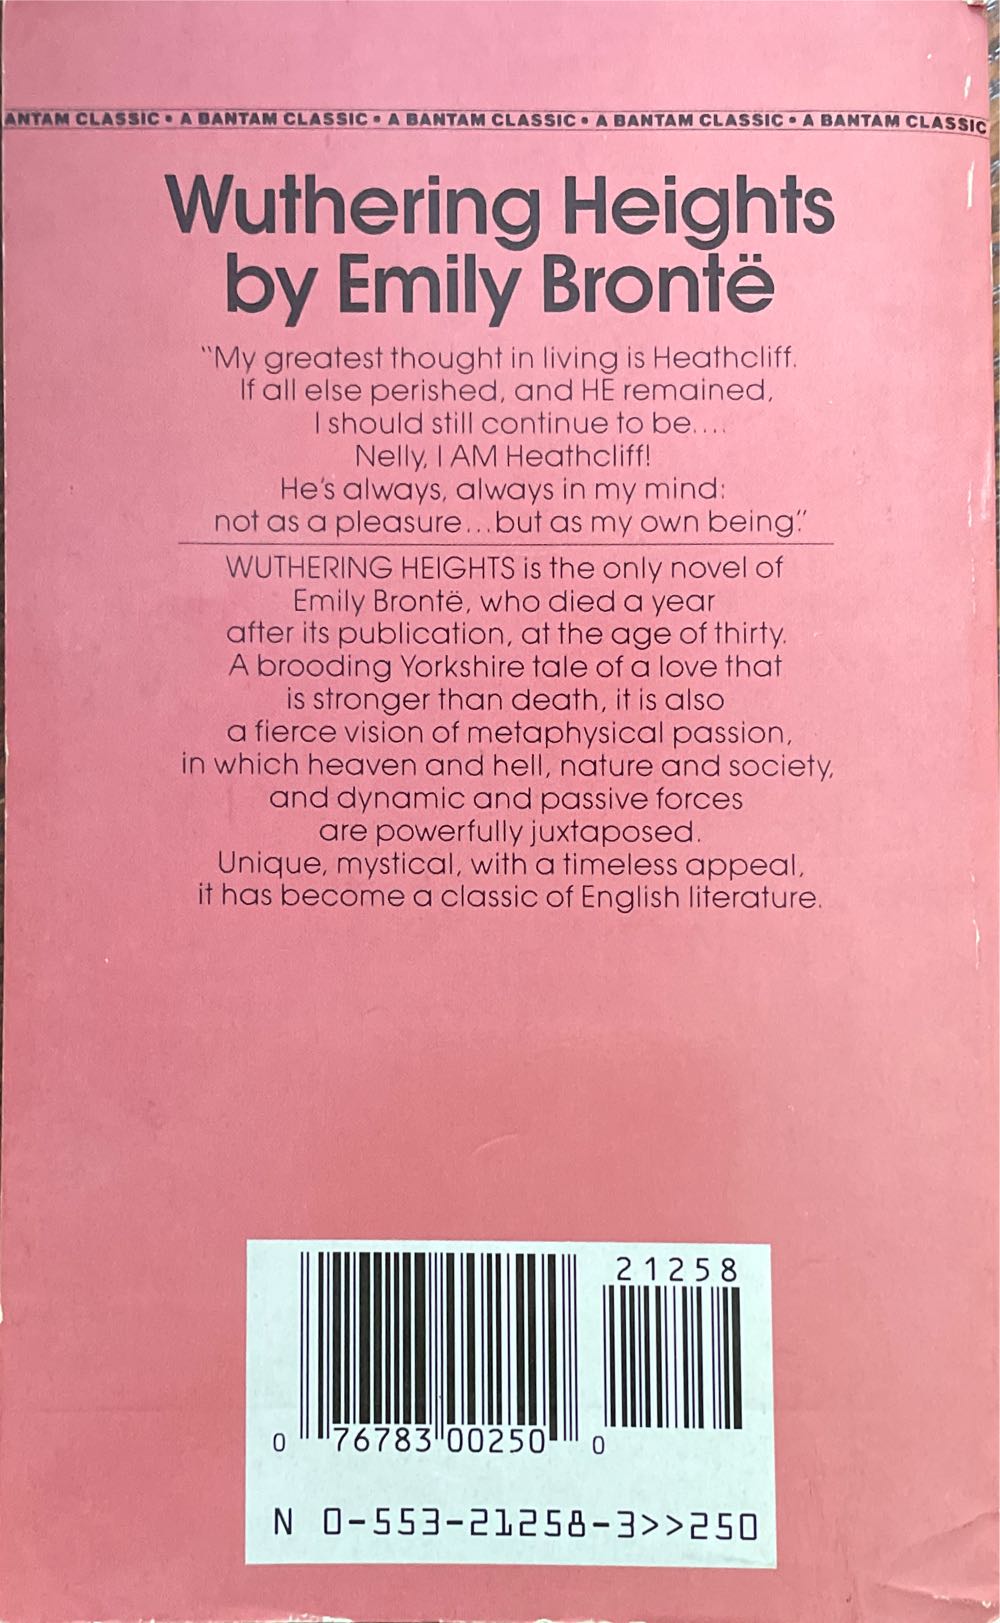 ANTAM CLASSIC • A BANTAM CLASSIC • A BANTAM CLASSIC • A BANTAM CLASSIC • A BANTAM CLASSIC
Wuthering Heights
by Emily Brontë
"My greatest thought in living is Heathcliff.
If all else perished, and HE remained,
I should still continue to be....
Nelly, I AM Heathcliff!
He's always, always in my mind:
not as a pleasure...but as my own being."
WUTHERING HEIGHTS is the only novel of
Emily Brontë, who died a year
after its publication, at the age of thirty.
A brooding Yorkshire tale of a love that
is stronger than death, it is also
a fierce vision of metaphysical passion,
in which heaven and hell, nature and society,
and dynamic and passive forces
are powerfully juxtaposed.
Unique, mystical, with a timeless appeal,
it has become a classic of English literature.
21258
0 76783 00250 0
N 0-553-21258-3>>250